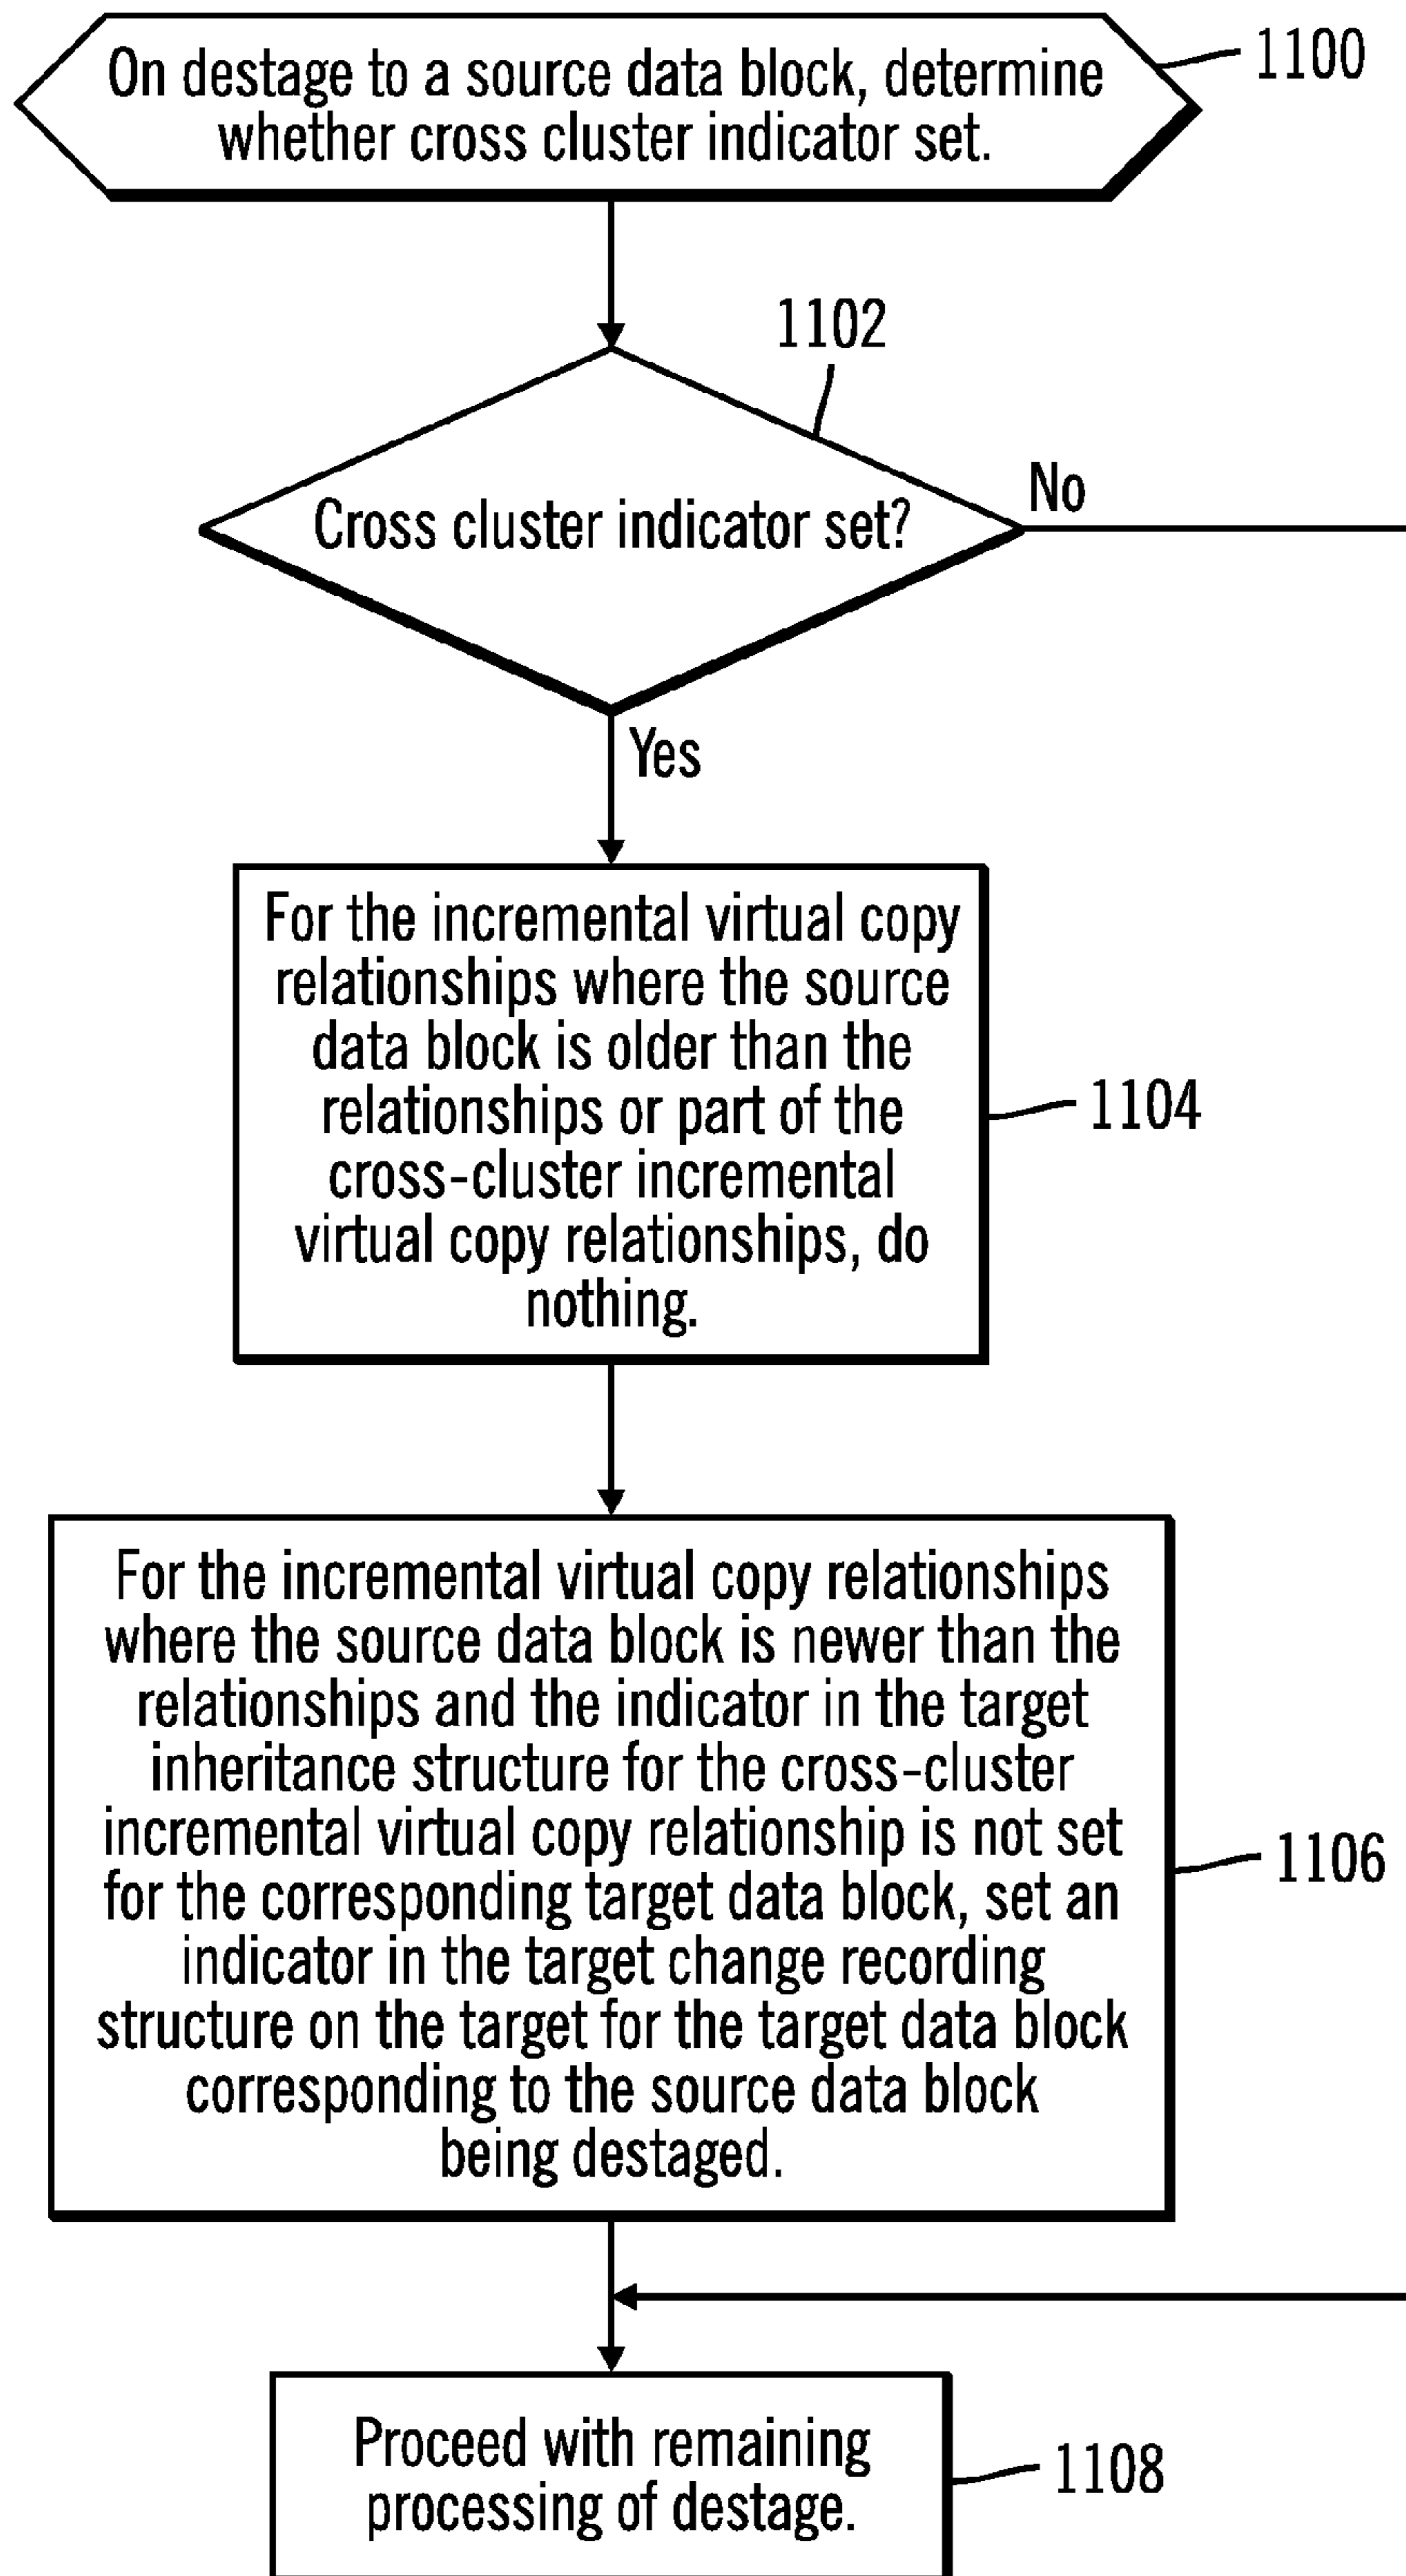 On destage to a source data block, determine
whether cross cluster indicator set.
1100
1102
Cross cluster indicator set?
No
Yes
For the incremental virtual copy
relationships where the source
data block is older than the
relationships or part of the
cross-cluster incremental
virtual copy relationships, do
nothing.
1104
For the incremental virtual copy relationships
where the source data block is newer than the
relationships and the indicator in the target
inheritance structure for the cross-cluster
incremental virtual copy relationship is not set
for the corresponding target data block, set an
indicator in the target change recording
structure on the target for the target data block
corresponding to the source data block
being destaged.
1106
Proceed with remaining
processing of destage.
1108